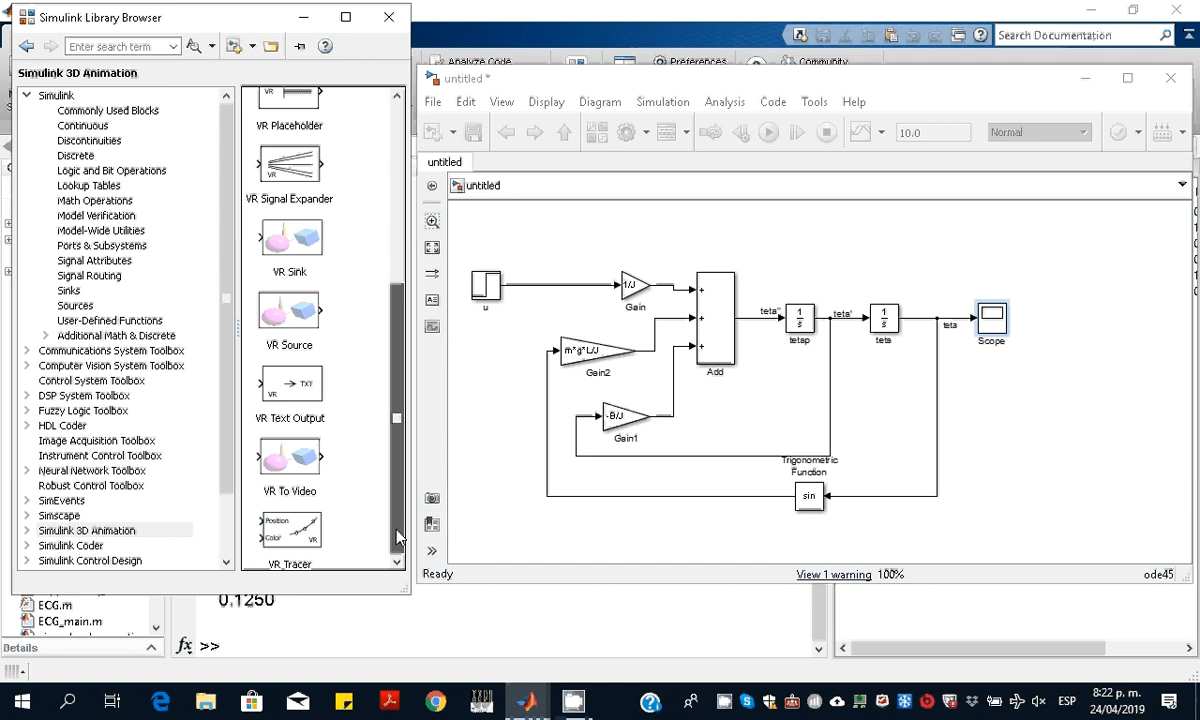 Simulink Library Browser
Enter search term
Simulink 3D Animation
Simulink
Commonly Used Blocks
Continuous
Discontinuities
Discrete
Logic and Bit Operations
Lookup Tables
Math Operations
Model Verification
Model-Wide Utilities
Ports & Subsystems
Signal Attributes
Signal Routing
Sinks
Sources
User-Defined Functions
Additional Math & Discrete
Communications System Toolbox
Computer Vision System Toolbox
Control System Toolbox
DSP System Toolbox
Fuzzy Logic Toolbox
HDL Coder
Image Acquisition Toolbox
Instrument Control Toolbox
Neural Network Toolbox
Robust Control Toolbox
SimEvents
Simscape
Simulink 3D Animation
Simulink Coder
Simulink Control Design
VR
VR Placeholder
VR
VR Signal Expander
VR Sink
VR Source
TXT
VR
VR Text Output
VR To Video
Position
Color
VR
VR Tracer
Search Documentation
Analyze Code
Preferences
Community
untitled *
File Edit View Display Diagram Simulation Analysis Code Tools Help
10.0
Normal
untitled
untitled
u
1/J
Gain
m*g*L/J
Gain2
-B/J
Gain1
+
+
+
Add
teta''
1
s
tetap
teta'
1
s
teta
teta
Scope
Trigonometric
Function
sin
Ready
View 1 warning 100%
ode45
ECG.m
ECG_main.m
Details
0.1250
fx >>
ESP
8:22 p. m.
24/04/2019